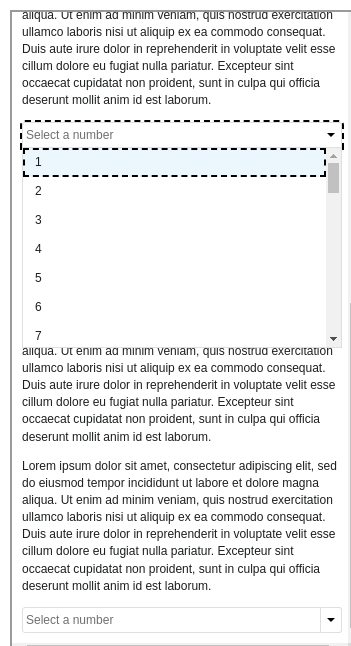 aliqua. Ut enim ad minim veniam, quis nostrud exercitation
ullamco laboris nisi ut aliquip ex ea commodo consequat.
Duis aute irure dolor in reprehenderit in voluptate velit esse
cillum dolore eu fugiat nulla pariatur. Excepteur sint
occaecat cupidatat non proident, sunt in culpa qui officia
deserunt mollit anim id est laborum.
Select a number
1
2
3
4
5
6
7
aliqua. Ut enim ad minim veniam, quis nostrud exercitation
ullamco laboris nisi ut aliquip ex ea commodo consequat.
Duis aute irure dolor in reprehenderit in voluptate velit esse
cillum dolore eu fugiat nulla pariatur. Excepteur sint
occaecat cupidatat non proident, sunt in culpa qui officia
deserunt mollit anim id est laborum.
Lorem ipsum dolor sit amet, consectetur adipiscing elit, sed
do eiusmod tempor incididunt ut labore et dolore magna
aliqua. Ut enim ad minim veniam, quis nostrud exercitation
ullamco laboris nisi ut aliquip ex ea commodo consequat.
Duis aute irure dolor in reprehenderit in voluptate velit esse
cillum dolore eu fugiat nulla pariatur. Excepteur sint
occaecat cupidatat non proident, sunt in culpa qui officia
deserunt mollit anim id est laborum.
Select a number